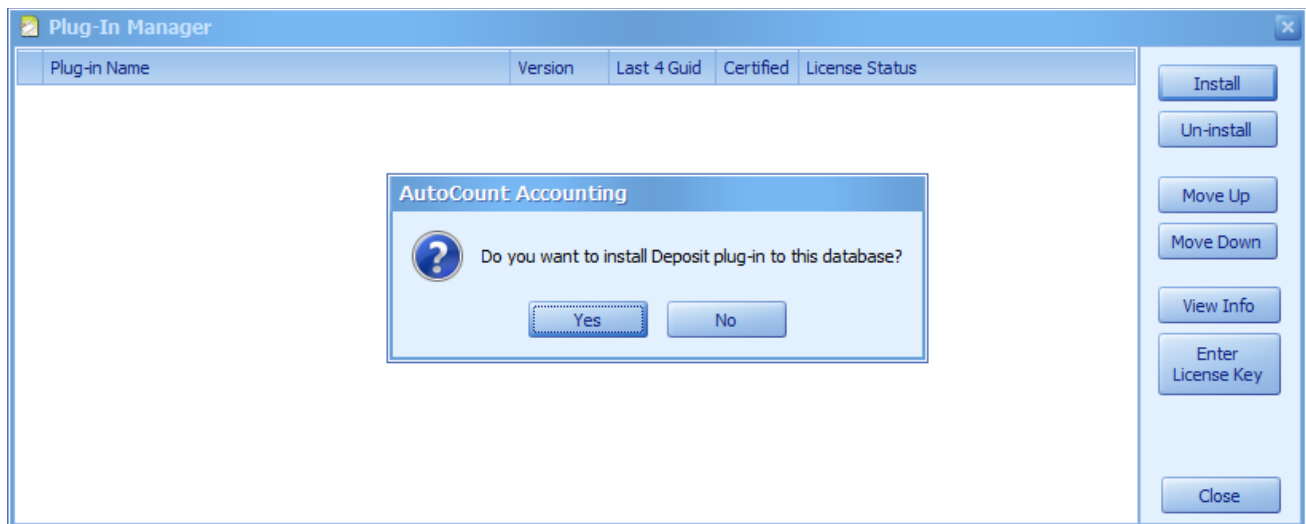 Plug-In Manager
Plug-in Name Version Last 4 Guid Certified License Status
Install
Un-install
AutoCount Accounting
Move Up
Do you want to install Deposit plug-in to this database?
Move Down
Yes No
View Info
Enter
License Key
Close